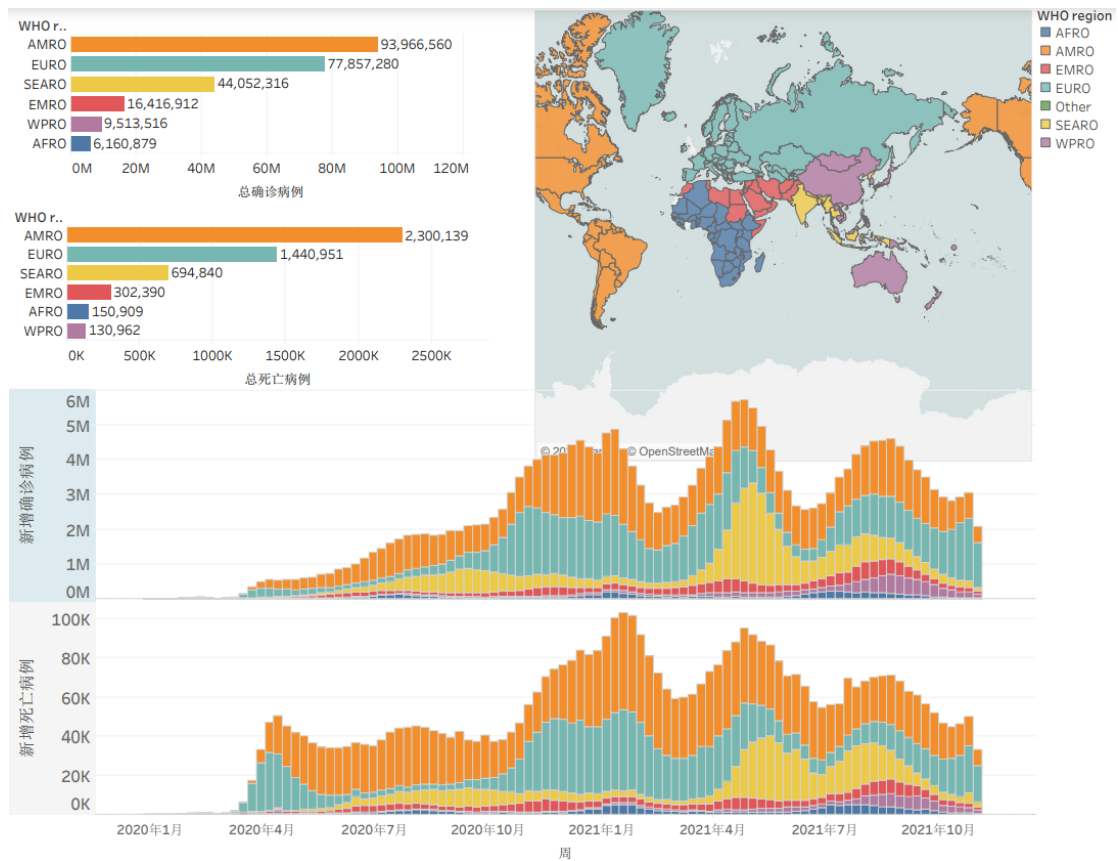 WHO r..
AMRO
93,966,560
EURO
77,857,280
SEARO
44,052,316
EMRO
16,416,912
WPRO
9,513,516
AFRO
6,160,879
0M 20M 40M 60M 80M 100M 120M
总确诊病例
WHO r..
AMRO
2,300,139
EURO
1,440,951
SEARO
694,840
EMRO
302,390
AFRO
150,909
WPRO
130,962
0K 500K 1000K 1500K 2000K 2500K
总死亡病例
WHO region
AFRO
AMRO
EMRO
EURO
Other
SEARO
WPRO
© OpenStreetMa
新增确诊病例
6M
5M
4M
3M
2M
1M
0M
新增死亡病例
100K
80K
60K
40K
20K
0K
2020年1月 2020年4月 2020年7月 2020年10月 2021年1月 2021年4月 2021年7月 2021年10月
周